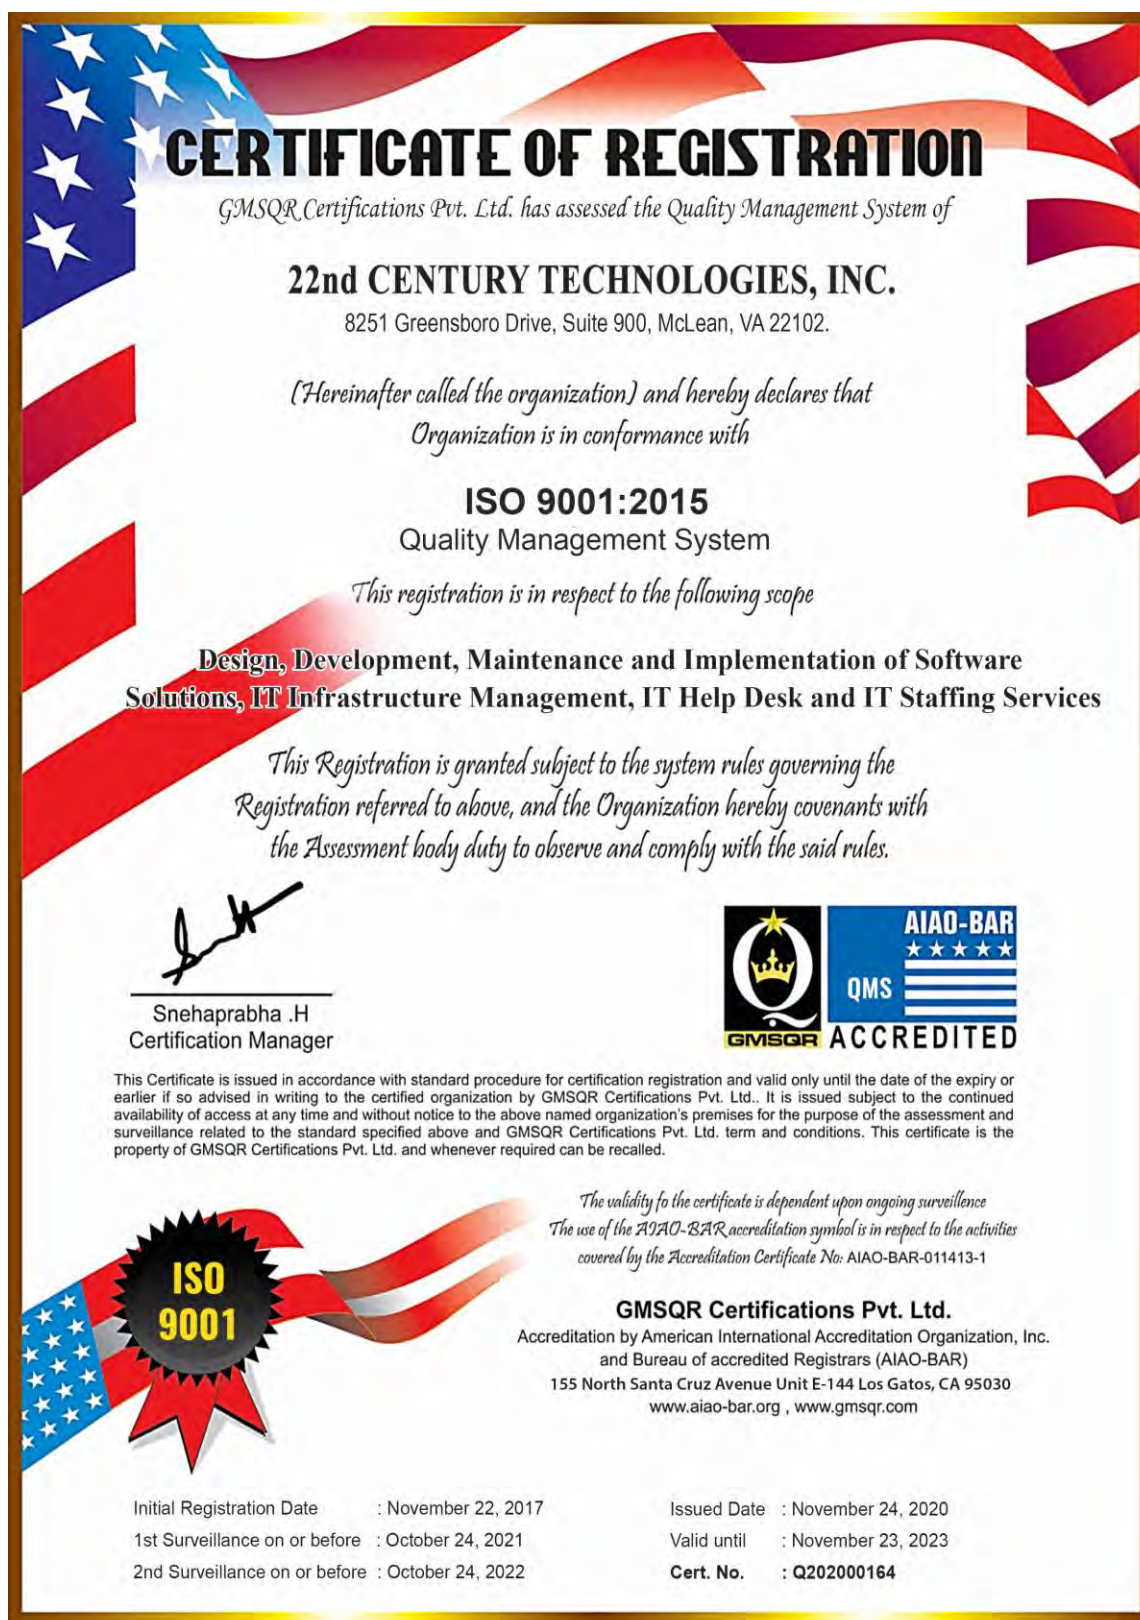 CERTIFICATE OF REGISTRATION
GMSQR Certifications Pvt. Ltd. has assessed the Quality Management System of
22nd CENTURY TECHNOLOGIES, INC.
8251 Greensboro Drive, Suite 900, McLean, VA 22102.
(Hereinafter called the organization) and hereby declares that
Organization is in conformance with
ISO 9001:2015
Quality Management System
This registration is in respect to the following scope
Design, Development, Maintenance and Implementation of Software
Solutions, IT Infrastructure Management, IT Help Desk and IT Staffing Services
This Registration is granted subject to the system rules governing the
Registration referred to above, and the Organization hereby covenants with
the Assessment body duty to observe and comply with the said rules.
Snehaprabha .H
Certification Manager
Q
GMSQR
AIAO-BAR
QMS
ACCREDITED
This Certificate is issued in accordance with standard procedure for certification registration and valid only until the date of the expiry or
earlier if so advised in writing to the certified organization by GMSQR Certifications Pvt. Ltd.. It is issued subject to the continued
availability of access at any time and without notice to the above named organization's premises for the purpose of the assessment and
surveillance related to the standard specified above and GMSQR Certifications Pvt. Ltd. term and conditions. This certificate is the
property of GMSQR Certifications Pvt. Ltd. and whenever required can be recalled.
The validity fo the certificate is dependent upon ongoing surveillence
The use of the AIAO-BAR accreditation symbol is in respect to the activities
covered by the Accreditation Certificate No: AIAO-BAR-011413-1
ISO
9001
GMSQR Certifications Pvt. Ltd.
Accreditation by American International Accreditation Organization, Inc.
and Bureau of accredited Registrars (AIAO-BAR)
155 North Santa Cruz Avenue Unit E-144 Los Gatos, CA 95030
www.aiao-bar.org , www.gmsqr.com
Initial Registration Date : November 22, 2017
1st Surveillance on or before : October 24, 2021
2nd Surveillance on or before : October 24, 2022
Issued Date : November 24, 2020
Valid until : November 23, 2023
Cert. No. : Q202000164